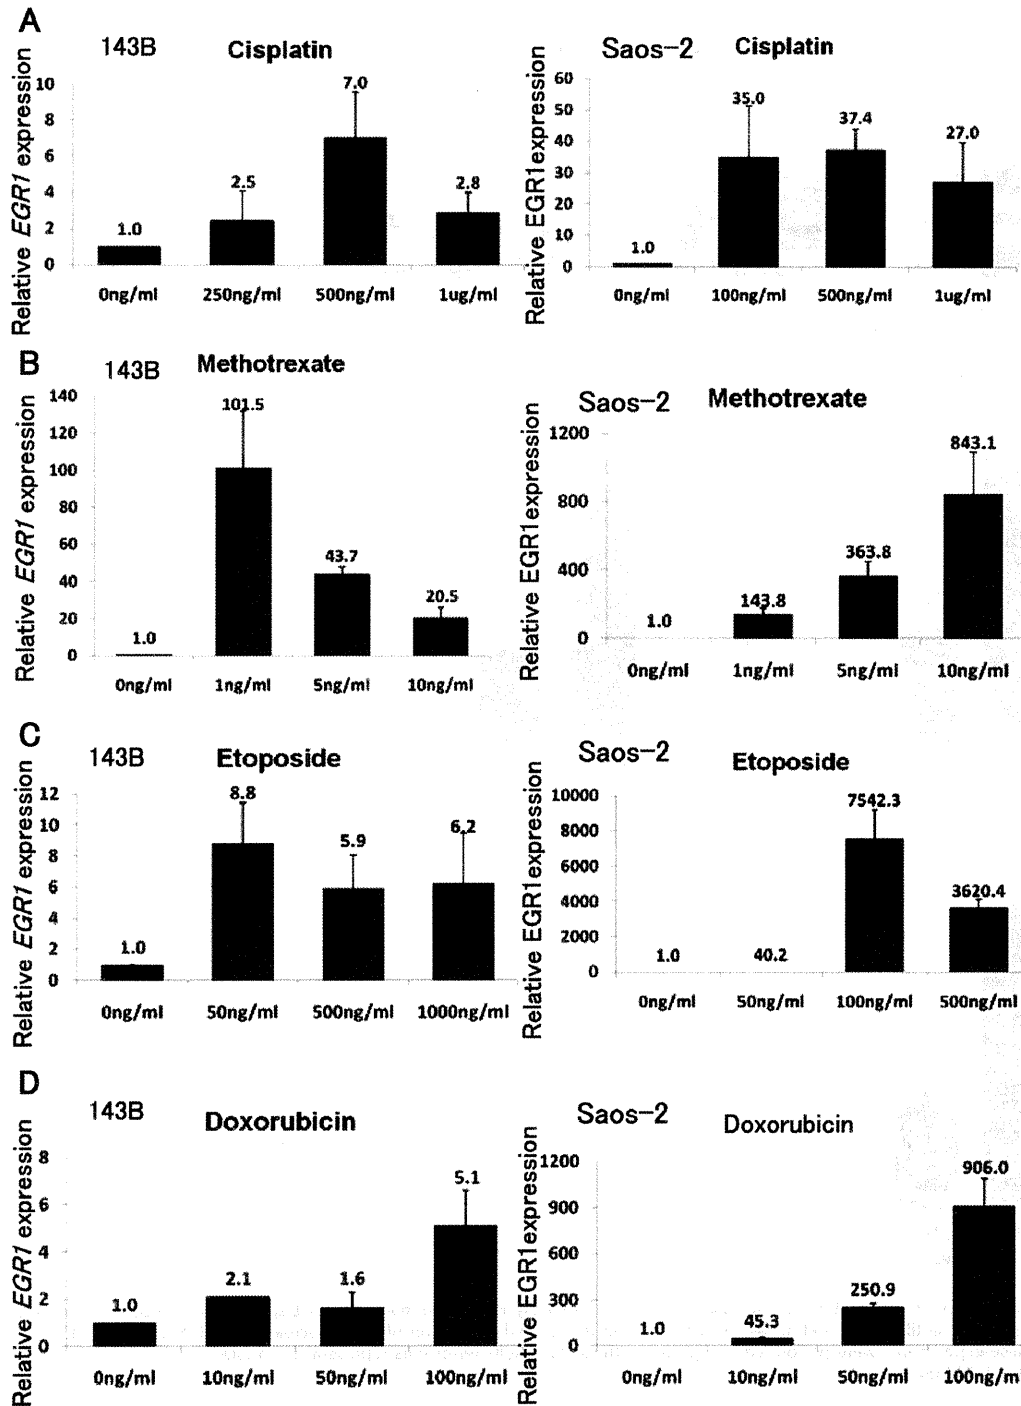 A
143B Cisplatin
Relative EGR1 expression
10
8
6
4
2
0
1.0
2.5
7.0
2.8
0ng/ml 250ng/ml 500ng/ml 1ug/ml
Saos-2 Cisplatin
Relative EGR1expression
60
50
40
30
20
10
0
1.0
35.0
37.4
27.0
0ng/ml 100ng/ml 500ng/ml 1ug/ml
B
143B Methotrexate
Relative EGR1 expression
140
120
100
80
60
40
20
0
1.0
101.5
43.7
20.5
0ng/ml 1ng/ml 5ng/ml 10ng/ml
Saos-2 Methotrexate
Relative EGR1expression
1200
800
400
0
1.0
143.8
363.8
843.1
0ng/ml 1ng/ml 5ng/ml 10ng/ml
C
143B Etoposide
Relative EGR1 expression
12
10
8
6
4
2
0
1.0
8.8
5.9
6.2
0ng/ml 50ng/ml 500ng/ml 1000ng/ml
Saos-2 Etoposide
Relative EGR1expression
10000
8000
6000
4000
2000
0
1.0
40.2
7542.3
3620.4
0ng/ml 50ng/ml 100ng/ml 500ng/ml
D
143B Doxorubicin
Relative EGR1 expression
8
6
4
2
0
1.0
2.1
1.6
5.1
0ng/ml 10ng/ml 50ng/ml 100ng/ml
Saos-2 Doxorubicin
Relative EGR1expression
1200
900
600
300
0
1.0
45.3
250.9
906.0
0ng/ml 10ng/ml 50ng/ml 100ng/m